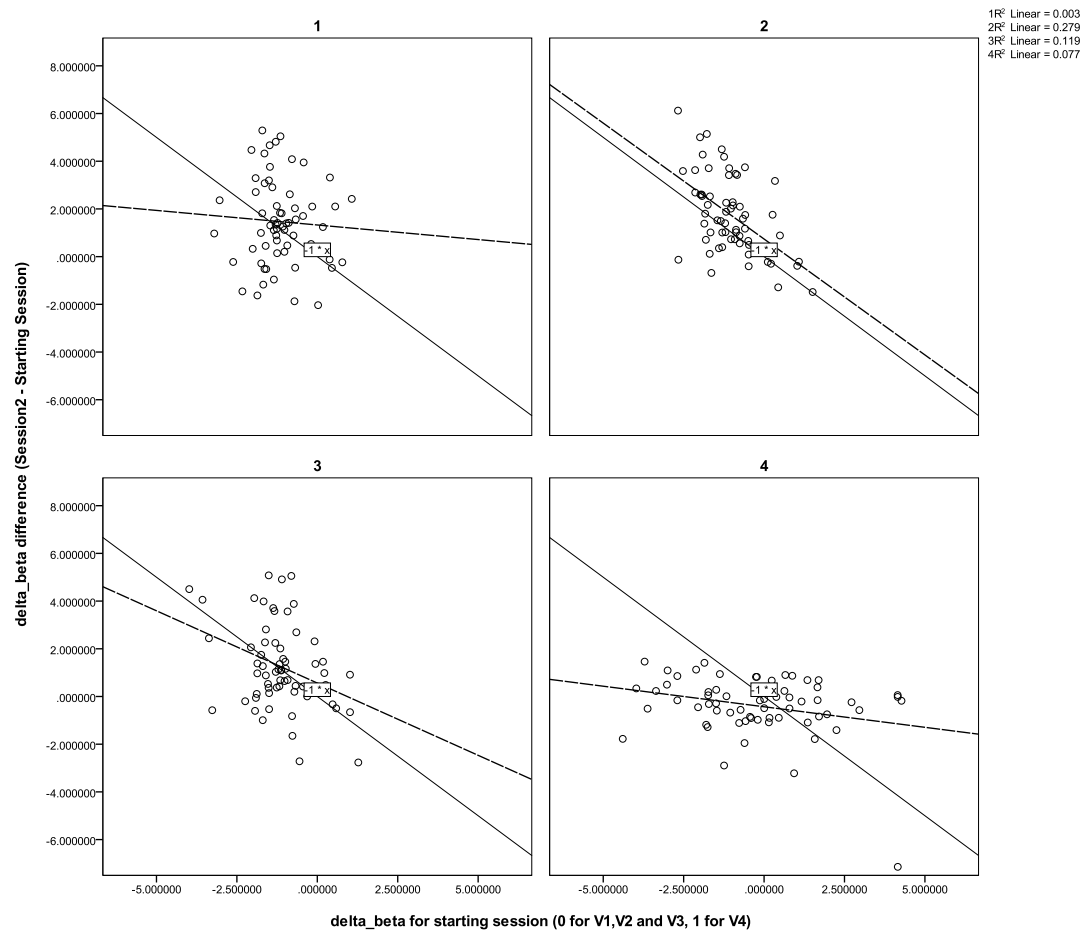 1R² Linear = 0.003
2R² Linear = 0.279
3R² Linear = 0.119
4R² Linear = 0.077
1
2
8.000000
6.000000
4.000000
2.000000
.000000
-2.000000
-4.000000
-6.000000
-1 * x
-1 * x
delta_beta difference (Session2 - Starting Session)
3
4
8.000000
6.000000
4.000000
2.000000
.000000
-2.000000
-4.000000
-6.000000
-1 * x
-1 * x
-5.000000 -2.500000 .000000 2.500000 5.000000
-5.000000 -2.500000 .000000 2.500000 5.000000
delta_beta for starting session (0 for V1,V2 and V3, 1 for V4)